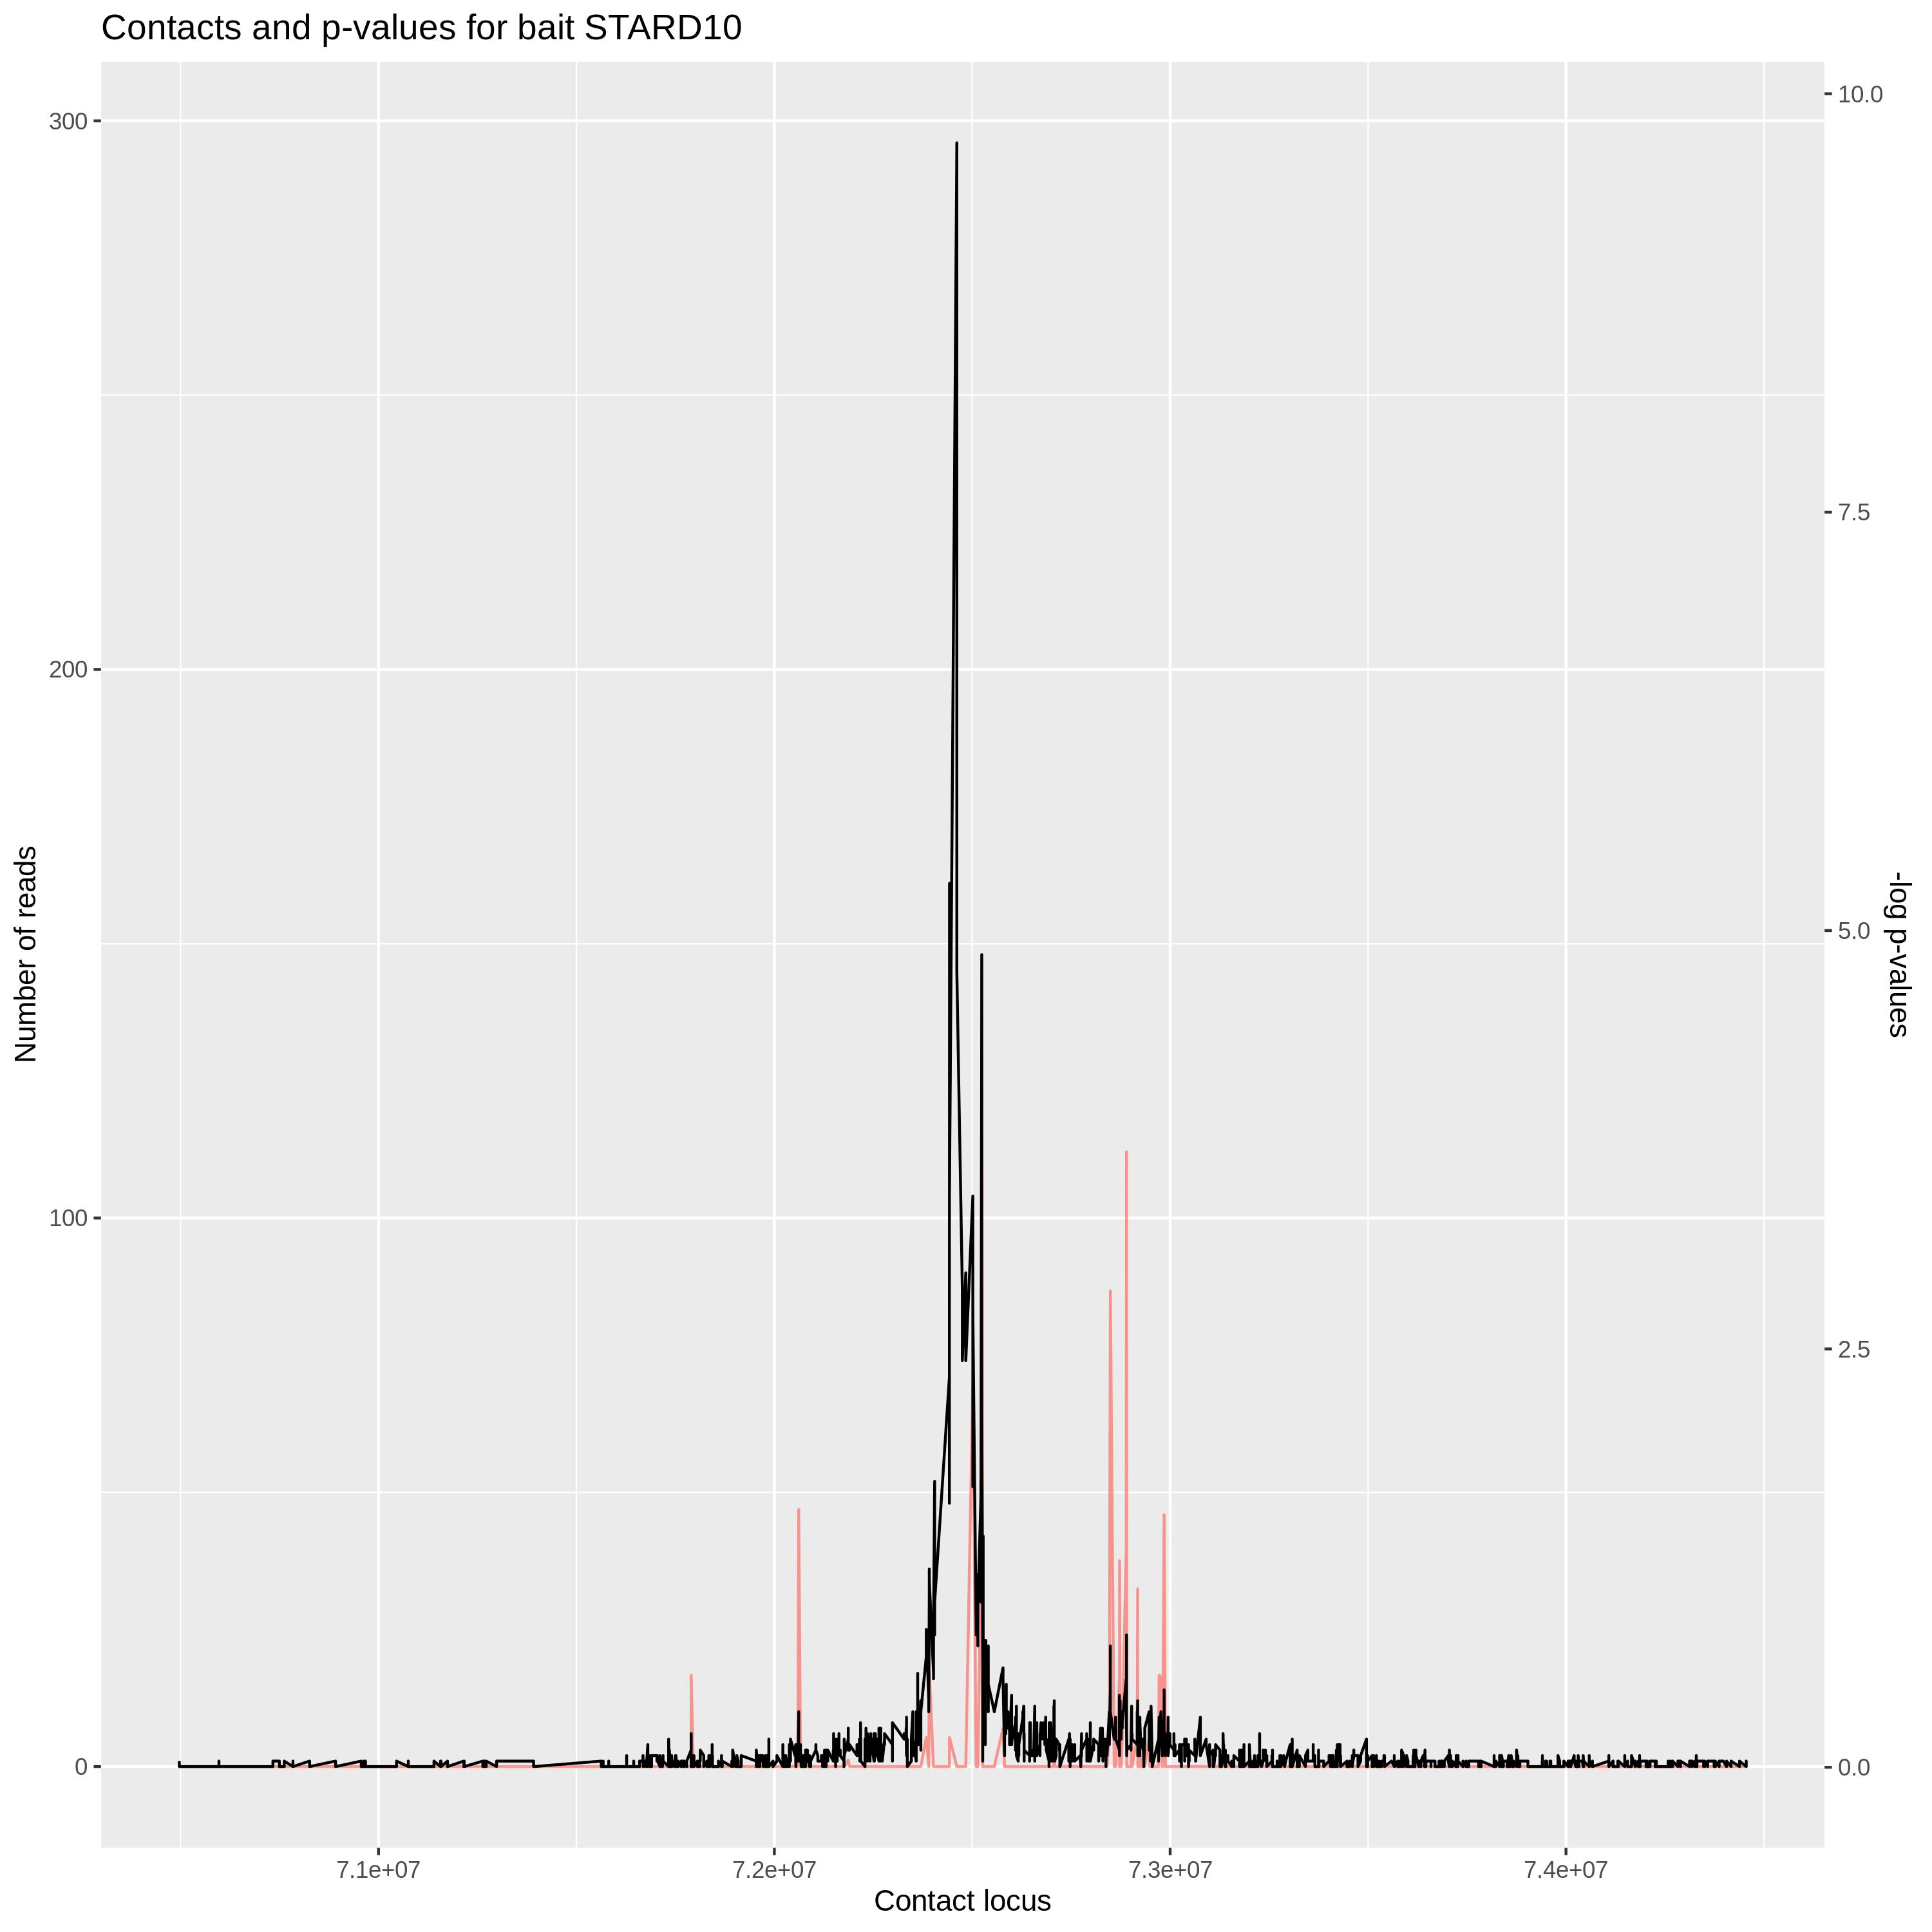 Contacts and p-values for bait STARD10
300
200
100
0
Number of reads
10.0
7.5
5.0
2.5
0.0
-log p-values
7.1e+07
7.2e+07
7.3e+07
7.4e+07
Contact locus